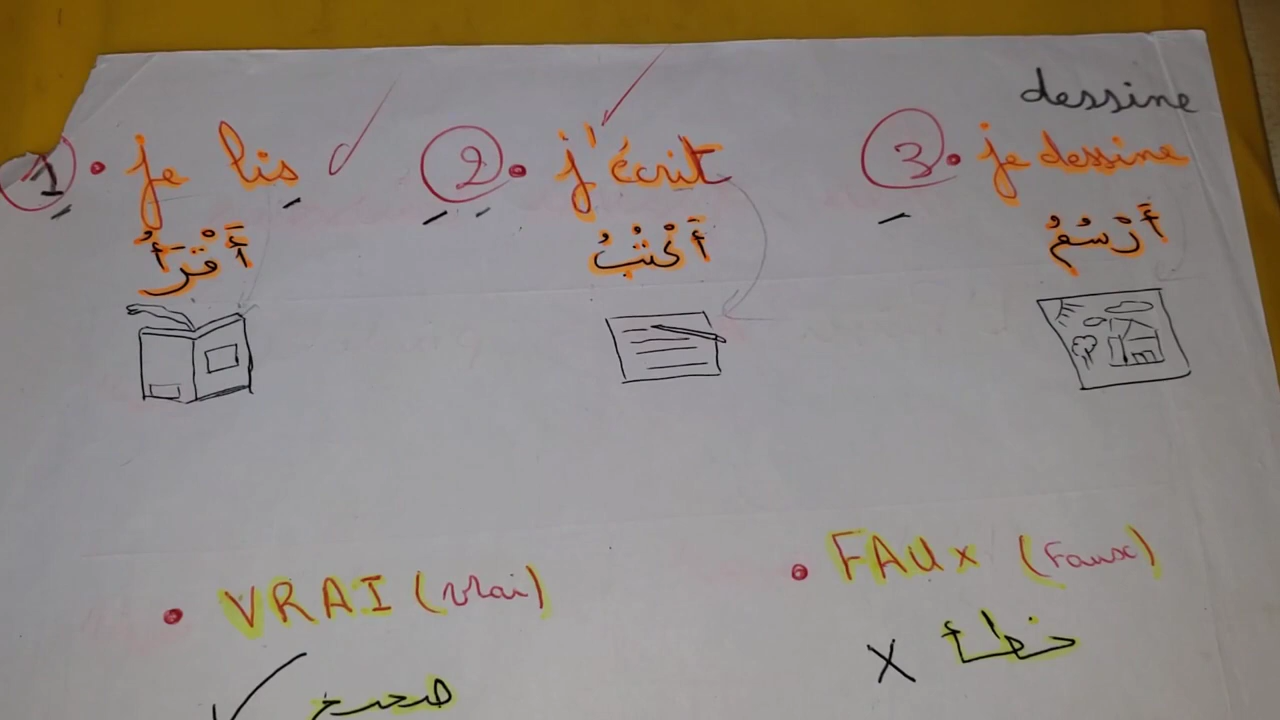 dessine
1 • je lis
2 • j'écrit
3 • je dessine
أَقْرَأُ
أَكْتُبُ
أَرْسُمُ
• VRAI (vrai)
• FAUx (Faux)
صحيح
X خطأ